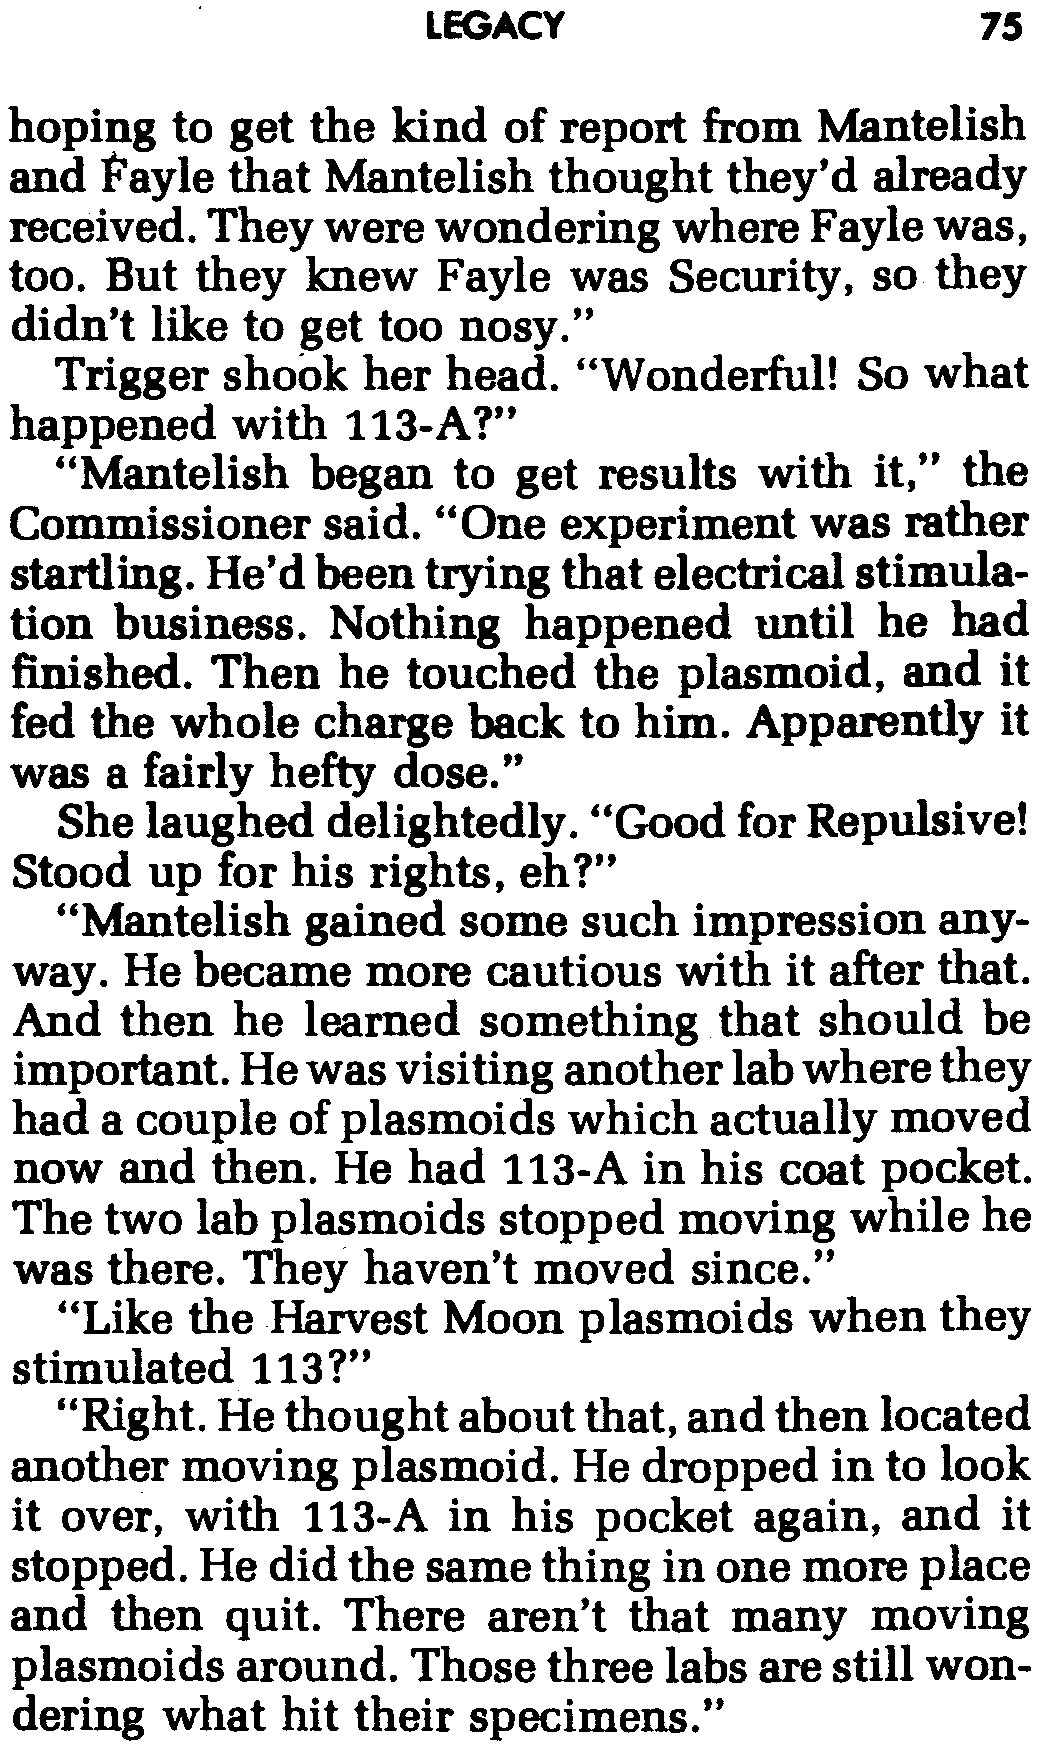 LEGACY 75
hoping to get the kind of report from Mantelish
and Fayle that Mantelish thought they'd already
received. They were wondering where Fayle was,
too. But they knew Fayle was Security, so they
didn't like to get too nosy."
Trigger shook her head. "Wonderful! So what
happened with 113-A?"
"Mantelish began to get results with it," the
Commissioner said. "One experiment was rather
startling. He'd been trying that electrical stimula-
tion business. Nothing happened until he had
finished. Then he touched the plasmoid, and it
fed the whole charge back to him. Apparently it
was a fairly hefty dose."
She laughed delightedly. "Good for Repulsive!
Stood up for his rights, eh?"
"Mantelish gained some such impression any-
way. He became more cautious with it after that.
And then he learned something that should be
important. He was visiting another lab where they
had a couple of plasmoids which actually moved
now and then. He had 113-A in his coat pocket.
The two lab plasmoids stopped moving while he
was there. They haven't moved since."
"Like the Harvest Moon plasmoids when they
stimulated 113?"
"Right. He thought about that, and then located
another moving plasmoid. He dropped in to look
it over, with 113-A in his pocket again, and it
stopped. He did the same thing in one more place
and then quit. There aren't that many moving
plasmoids around. Those three labs are still won-
dering what hit their specimens."